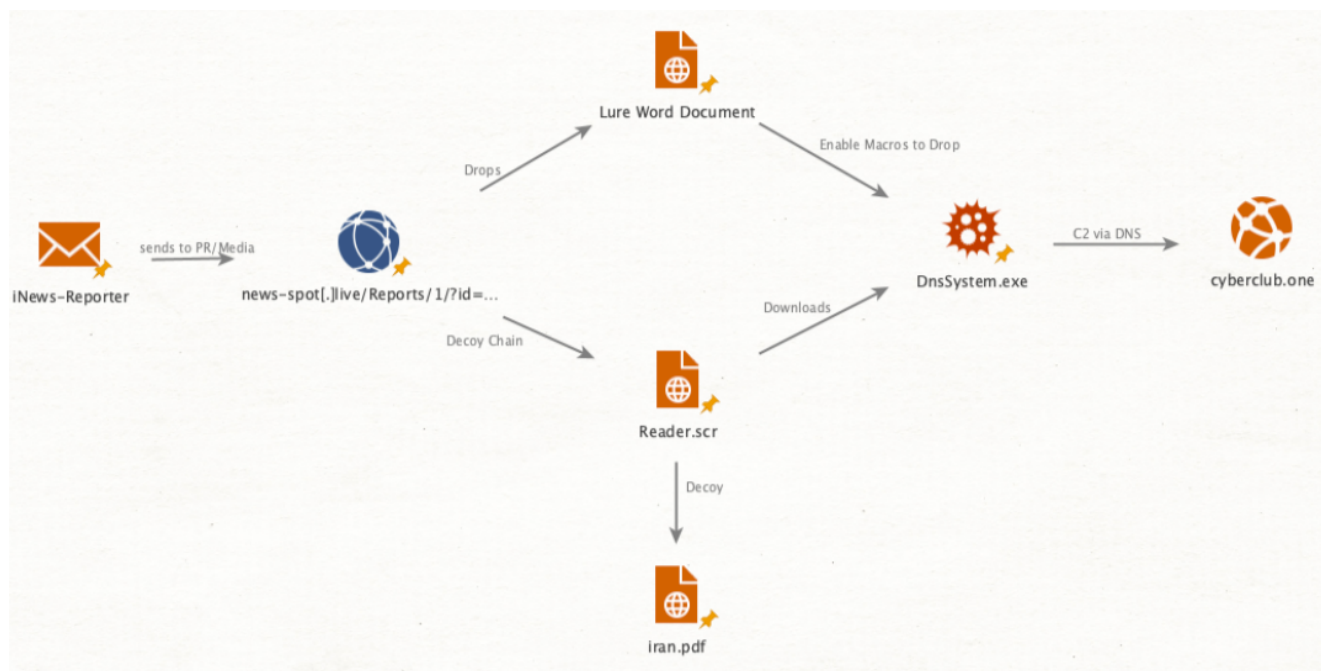 Lure Word Document
Enable Macros to Drop
Drops
sends to PR/Media
C2 via DNS
iNews-Reporter
news-spot[.]live/Reports/1/?id=...
DnsSystem.exe
cyberclub.one
Downloads
Decoy Chain
Reader.scr
Decoy
iran.pdf